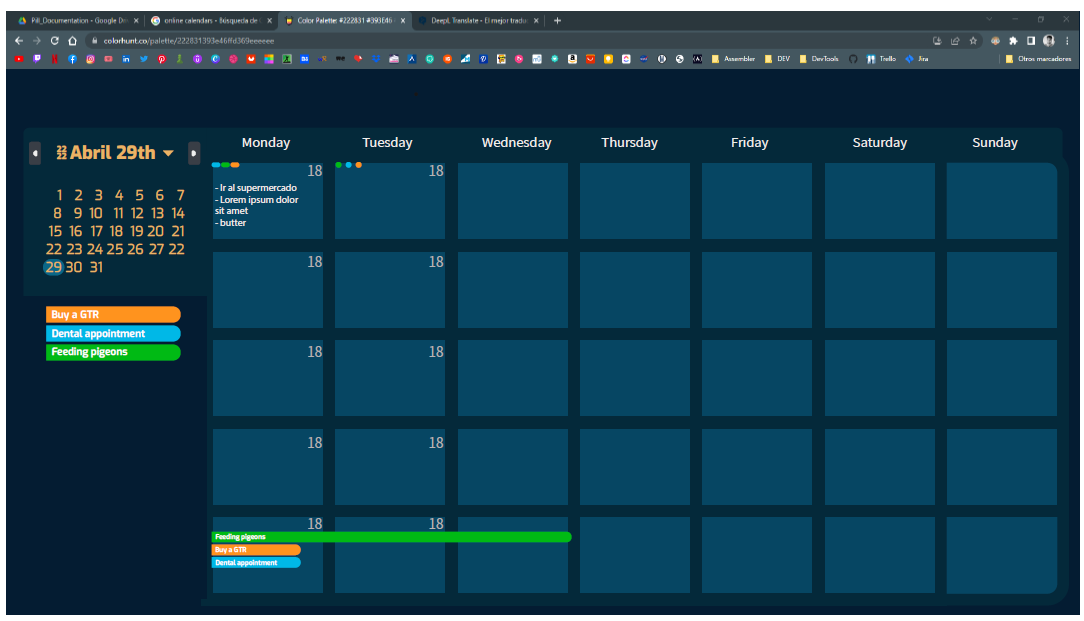 Pill_Documentation - Google Dri
online calendars - Búsqueda de
Color Palette: #222831 #393E46
DeepL Translate - El mejor traduc
colorhunt.co/palette/222831393e46ffd369eeeeee
Assembler
DEV
DevTools
Trello
Jira
Otros marcadores
22
22 Abril 29th
1 2 3 4 5 6 7
8 9 10 11 12 13 14
15 16 17 18 19 20 21
22 23 24 25 26 27 22
29 30 31
Buy a GTR
Dental appointment
Feeding pigeons
Monday Tuesday Wednesday Thursday Friday Saturday Sunday
18 18
- Ir al supermercado
- Lorem ipsum dolor
sit amet
- butter
18 18
18 18
18 18
18 18
Feeding pigeons
Buy a GTR
Dental appointment